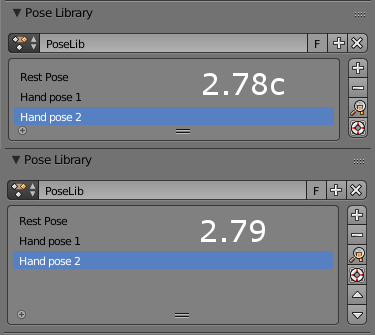 Pose Library
PoseLib F
Rest Pose
2.78c
Hand pose 1
Hand pose 2
Pose Library
PoseLib F
Rest Pose
2.79
Hand pose 1
Hand pose 2